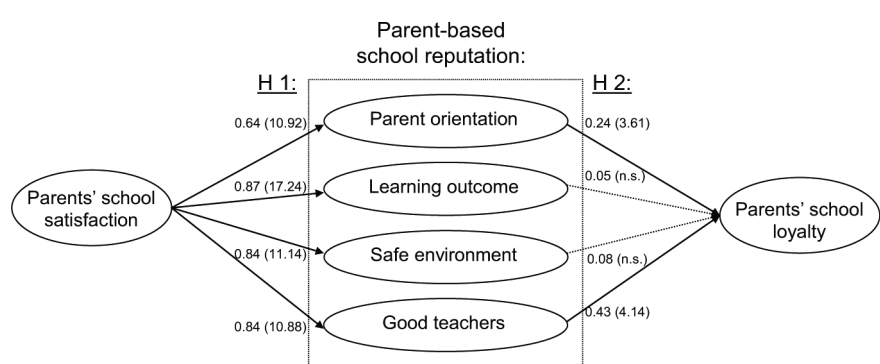 Parent-based
school reputation:
H 1:
H 2:
0.64 (10.92)
Parent orientation
0.24 (3.61)
0.87 (17.24)
Learning outcome
0.05 (n.s.)
Parents' school
satisfaction
Parents' school
loyalty
0.84 (11.14)
Safe environment
0.08 (n.s.)
0.84 (10.88)
Good teachers
0.43 (4.14)